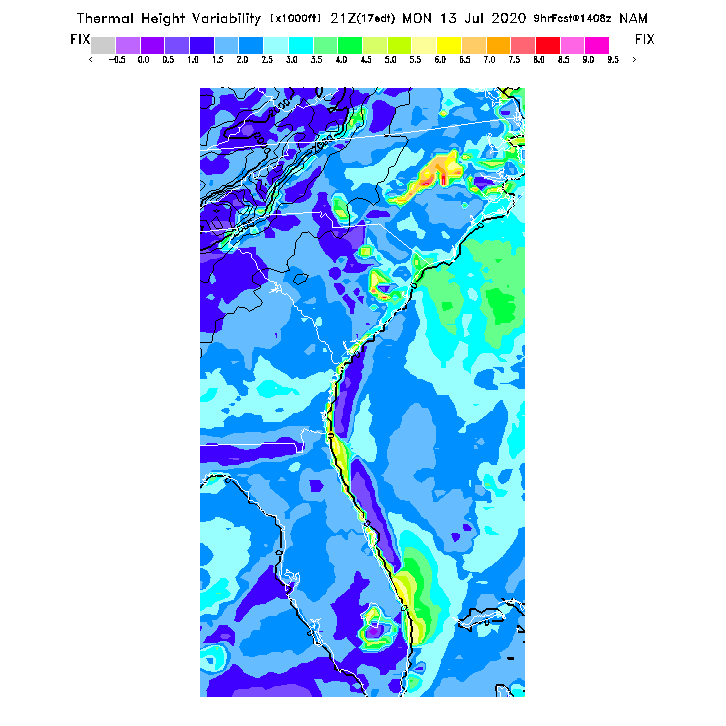 Thermal Height Variability [x1000ft] 21Z(17edt) MON 13 Jul 2020 9hrFcst@1408z NAM
FIX FIX
< -0.5 0.0 0.5 1.0 1.5 2.0 2.5 3.0 3.5 4.0 4.5 5.0 5.5 6.0 6.5 7.0 7.5 8.0 8.5 9.0 9.5 >